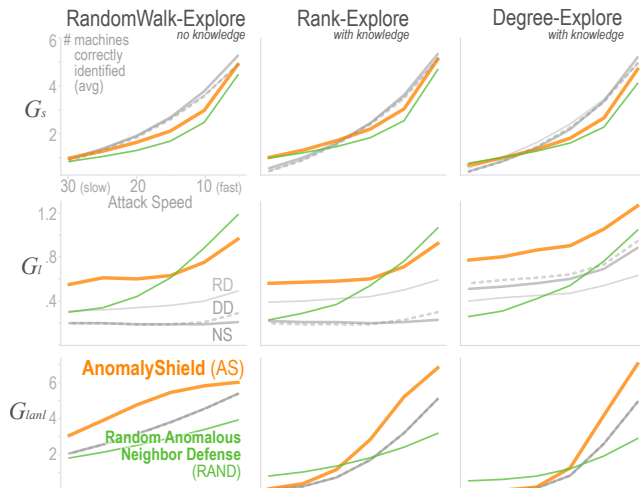 RandomWalk-Explore
no knowledge
Rank-Explore
with knowledge
Degree-Explore
with knowledge
6
4
2
Gs
# machines
correctly
identified
(avg)
30 (slow) 20 10 (fast)
Attack Speed
1.2
.8
.4
Gl
RD
DD
NS
6
4
2
Glanl
AnomalyShield (AS)
Random Anomalous
Neighbor Defense
(RAND)